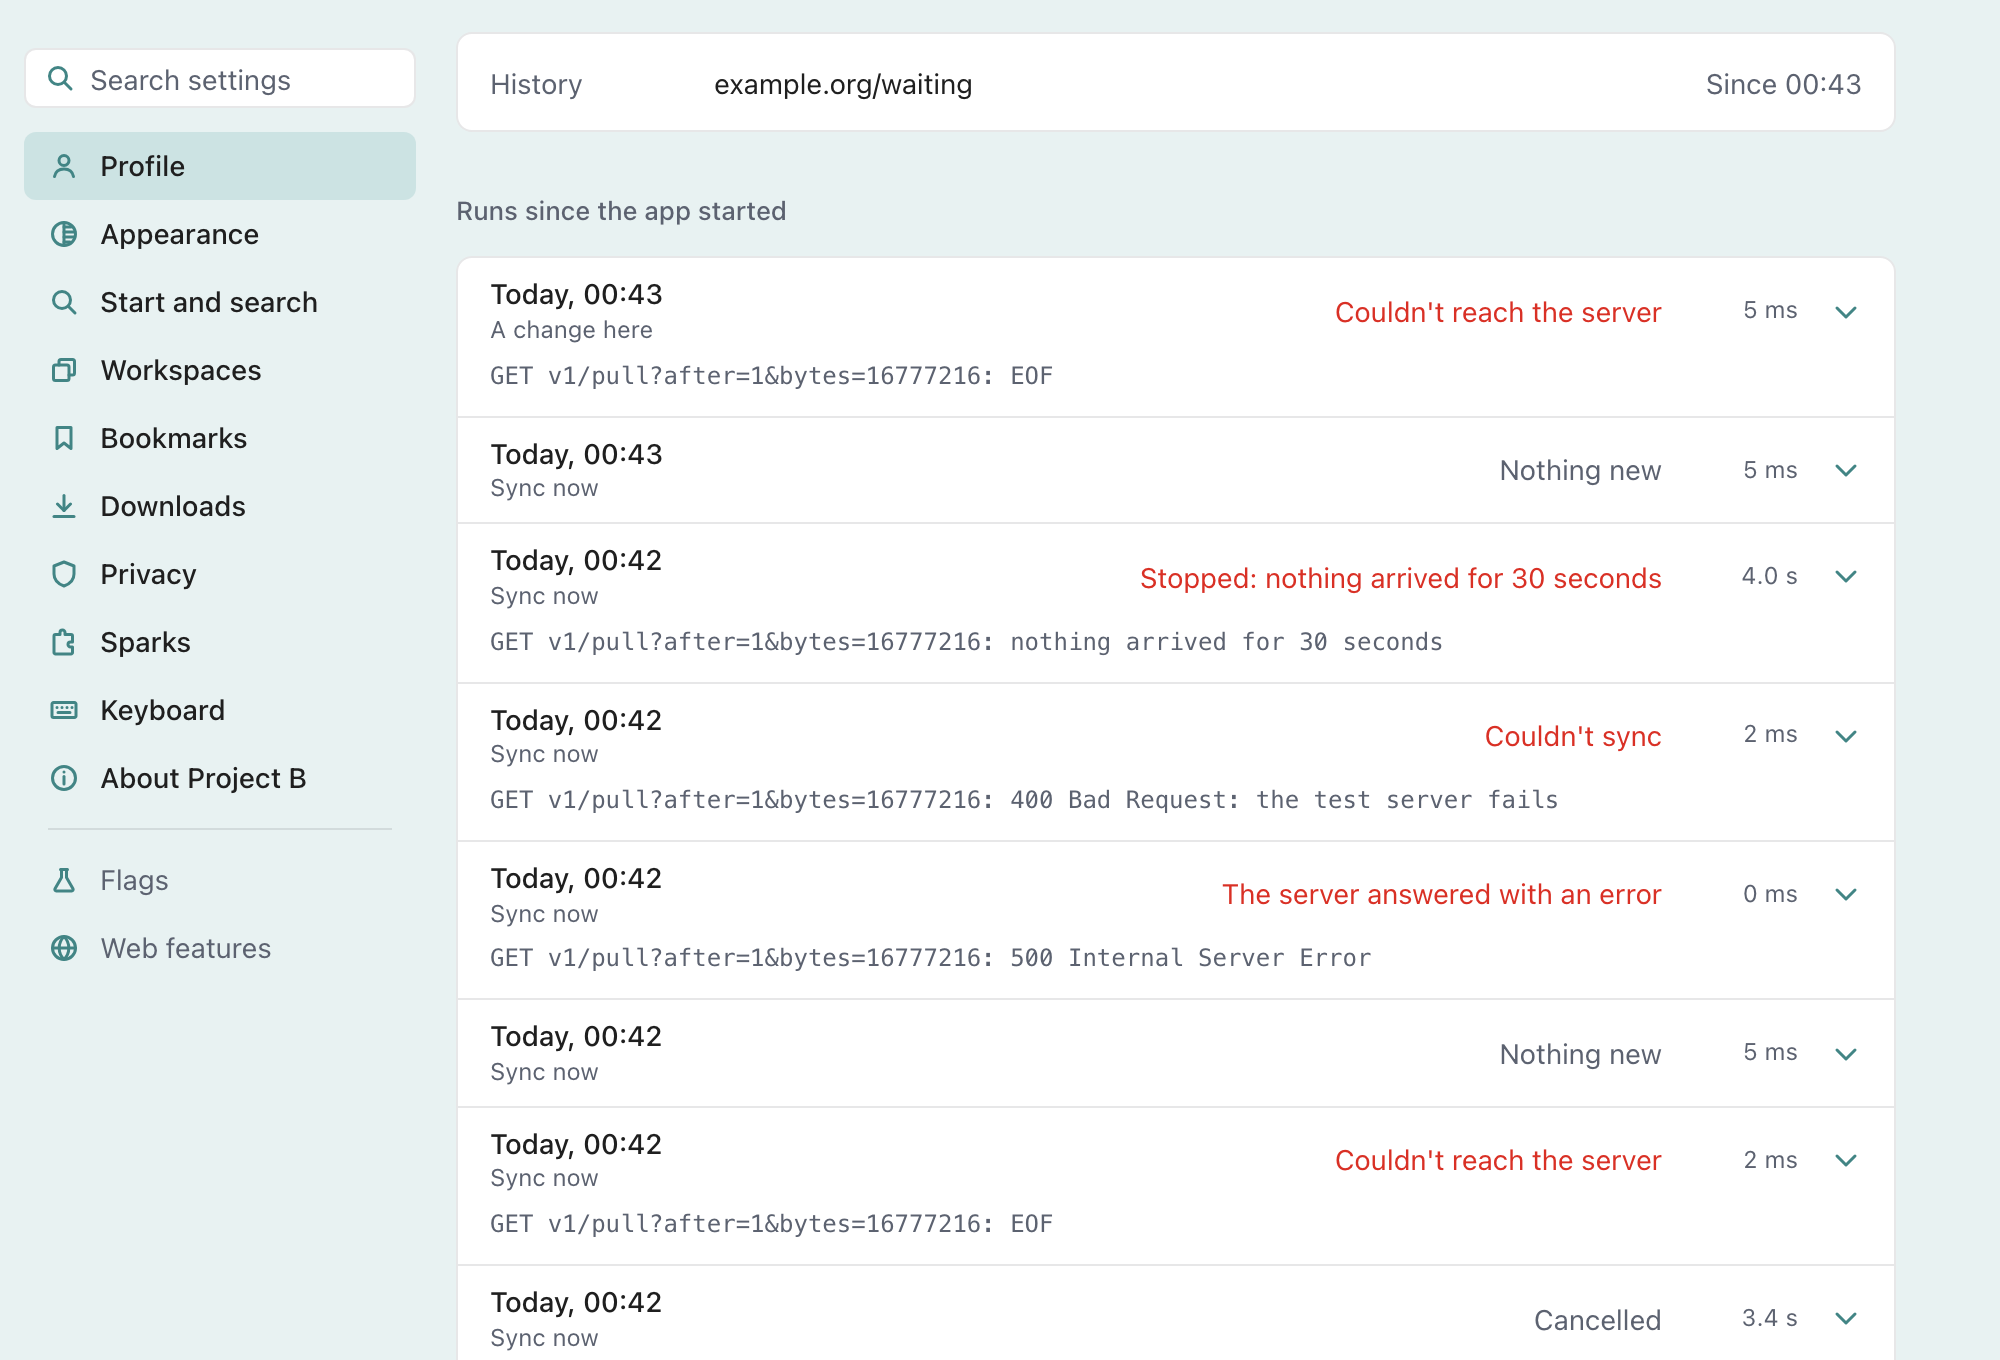 Search settings
Profile
Appearance
Start and search
Workspaces
Bookmarks
Downloads
Privacy
Sparks
Keyboard
About Project B
Flags
Web features
History example.org/waiting Since 00:43
Runs since the app started
Today, 00:43
A change here
Couldn't reach the server 5 ms
GET v1/pull?after=1&bytes=16777216: EOF
Today, 00:43
Sync now
Nothing new 5 ms
Today, 00:42
Sync now
Stopped: nothing arrived for 30 seconds 4.0 s
GET v1/pull?after=1&bytes=16777216: nothing arrived for 30 seconds
Today, 00:42
Sync now
Couldn't sync 2 ms
GET v1/pull?after=1&bytes=16777216: 400 Bad Request: the test server fails
Today, 00:42
Sync now
The server answered with an error 0 ms
GET v1/pull?after=1&bytes=16777216: 500 Internal Server Error
Today, 00:42
Sync now
Nothing new 5 ms
Today, 00:42
Sync now
Couldn't reach the server 2 ms
GET v1/pull?after=1&bytes=16777216: EOF
Today, 00:42
Sync now
Cancelled 3.4 s